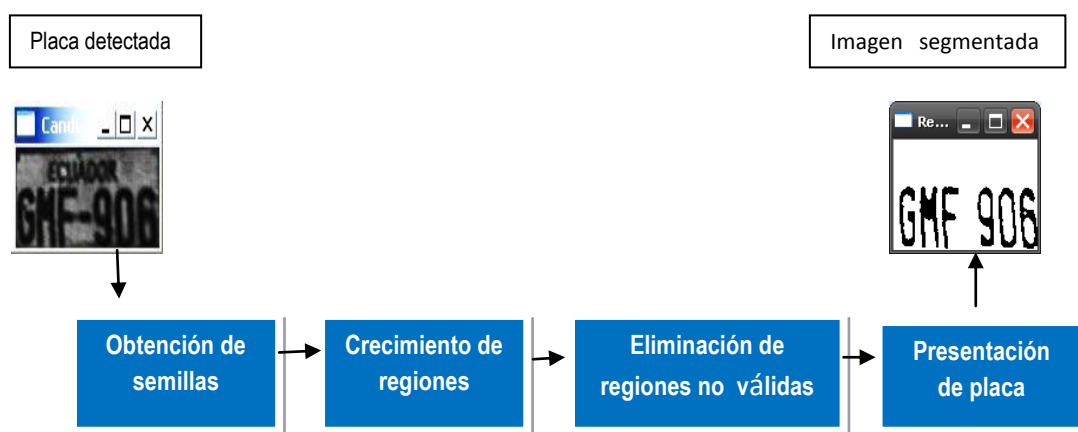 Placa detectada
Imagen segmentada
Re...
ECUADOR
GMF-906
GMF 906
Obtención de
semillas
Crecimiento de
regiones
Eliminación de
regiones no válidas
Presentación
de placa